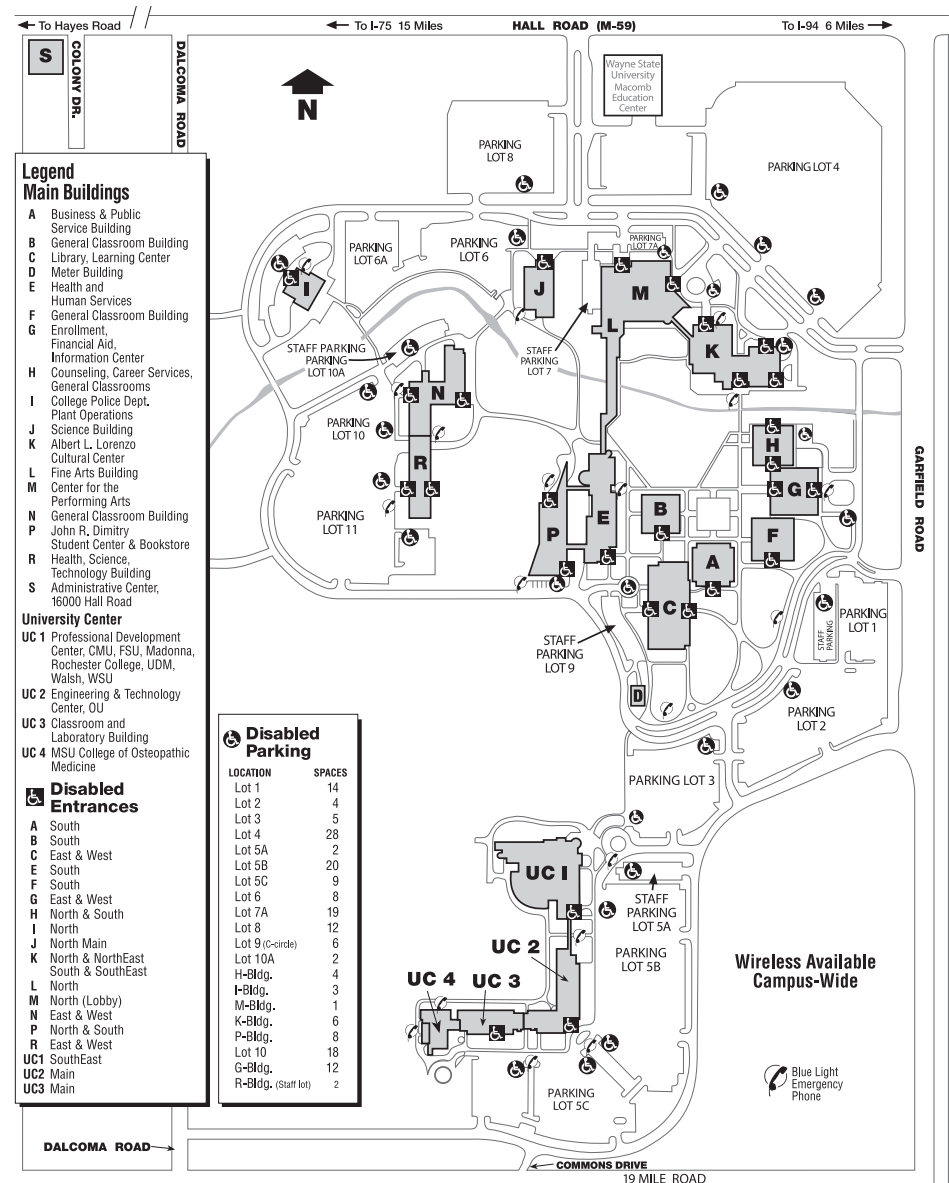 To Hayes Road
To I-75 15 Miles
HALL ROAD (M-59)
To I-94 6 Miles
S
COLONY DR.
DALCOMA ROAD
N
Wayne State
University
Macomb
Education
Center
PARKING
LOT 8
PARKING LOT 4
Legend
Main Buildings
A Business & Public
Service Building
B General Classroom Building
C Library, Learning Center
D Meter Building
E Health and
Human Services
F General Classroom Building
G Enrollment,
Financial Aid,
Information Center
H Counseling, Career Services,
General Classrooms
I College Police Dept.
Plant Operations
J Science Building
K Albert L. Lorenzo
Cultural Center
L Fine Arts Building
M Center for the
Performing Arts
N General Classroom Building
P John R. Dimitry
Student Center & Bookstore
R Health, Science,
Technology Building
S Administrative Center,
16000 Hall Road
University Center
UC 1 Professional Development
Center, CMU, FSU, Madonna,
Rochester College, UDM,
Walsh, WSU
UC 2 Engineering & Technology
Center, OU
UC 3 Classroom and
Laboratory Building
UC 4 MSU College of Osteopathic
Medicine
Disabled
Entrances
A South
B South
C East & West
E South
F South
G East & West
H North & South
I North
J North Main
K North & NorthEast
South & SouthEast
L North
M North (Lobby)
N East & West
P North & South
R East & West
UC1 SouthEast
UC2 Main
UC3 Main
Disabled
Parking
LOCATION SPACES
Lot 1 14
Lot 2 4
Lot 3 5
Lot 4 28
Lot 5A 2
Lot 5B 20
Lot 5C 9
Lot 6 8
Lot 7A 19
Lot 8 12
Lot 9 (C-circle) 6
Lot 10A 2
H-Bldg. 4
I-Bldg. 3
M-Bldg. 1
K-Bldg. 6
P-Bldg. 8
Lot 10 18
G-Bldg. 12
R-Bldg. (Staff lot) 2
PARKING
LOT 6A
PARKING
LOT 6
PARKING
LOT 7A
I
J
M
L
K
STAFF PARKING
PARKING
LOT 10A
STAFF
PARKING
LOT 7
N
PARKING
LOT 10
R
PARKING
LOT 11
H
G
GARFIELD ROAD
P
E
B
F
A
C
STAFF
PARKING
LOT 9
D
STAFF
PARKING
PARKING
LOT 1
PARKING
LOT 2
PARKING LOT 3
UC I
STAFF
PARKING
LOT 5A
UC 2
PARKING
LOT 5B
UC 4
UC 3
Wireless Available
Campus-Wide
PARKING
LOT 5C
Blue Light
Emergency
Phone
DALCOMA ROAD
COMMONS DRIVE
19 MILE ROAD